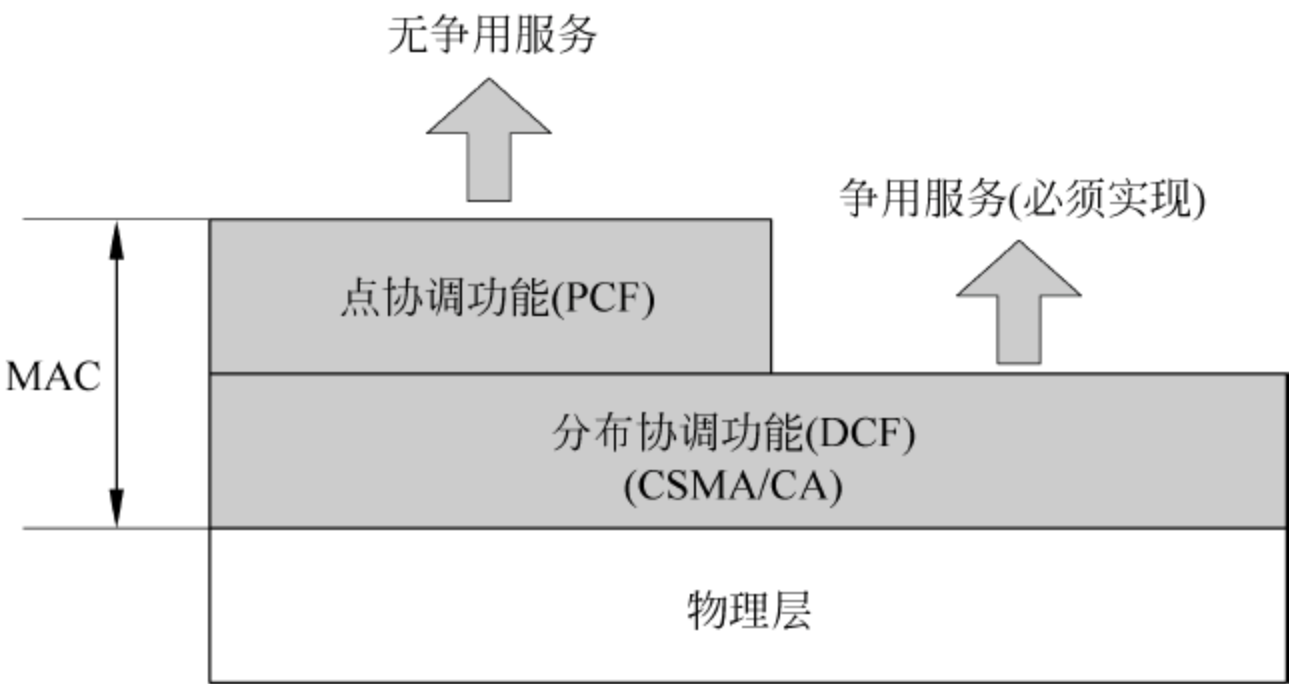 无争用服务
争用服务(必须实现)
点协调功能(PCF)
MAC
分布协调功能(DCF)
(CSMA/CA)
物理层